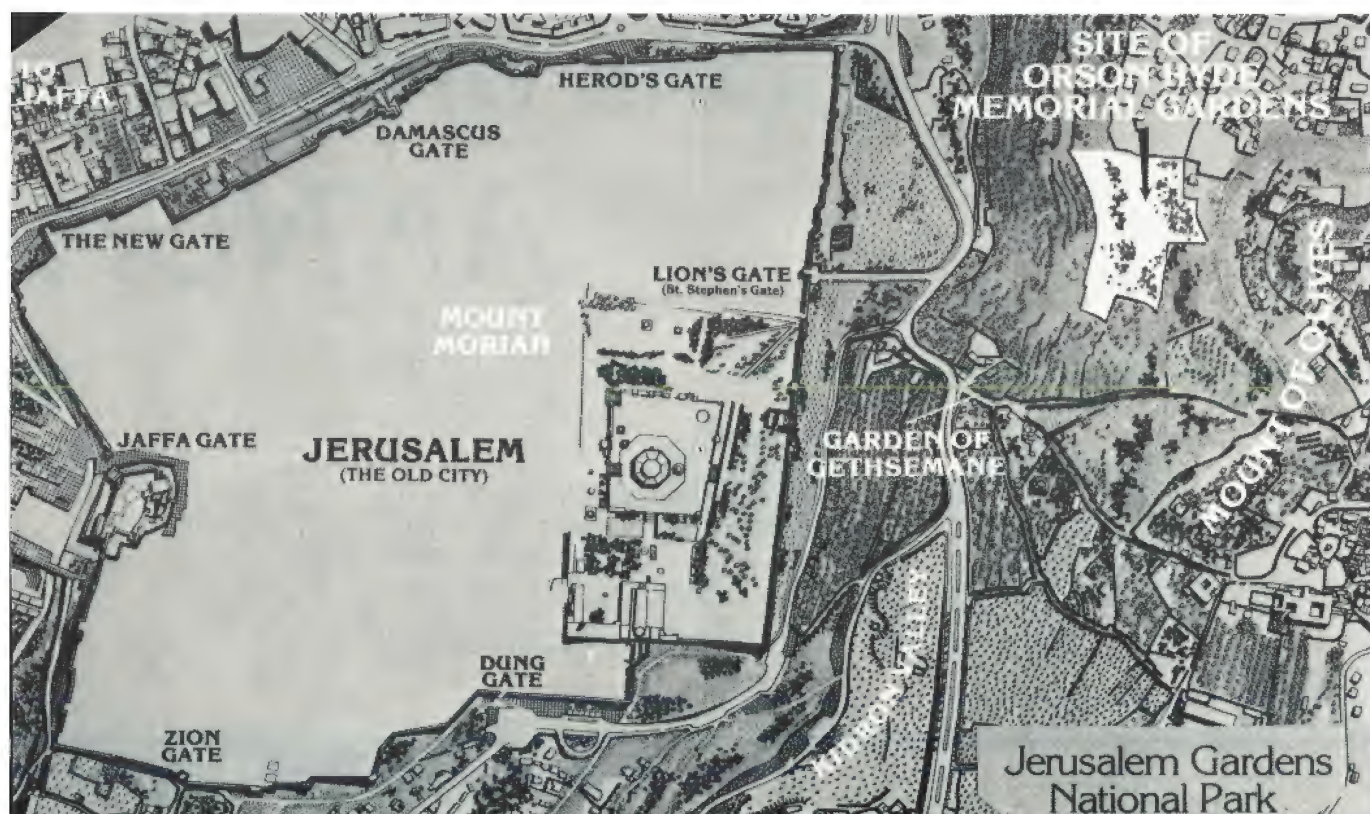 TO
JAFFA
HEROD'S GATE
DAMASCUS
GATE
THE NEW GATE
SITE OF
ORSON HYDE
MEMORIAL GARDENS
LION'S GATE
(St. Stephen's Gate)
MOUNT
MORIAH
JAFFA GATE
JERUSALEM
(THE OLD CITY)
GARDEN OF
GETHSEMANE
MOUNT OF OLIVES
KIDRON VALLEY
DUNG
GATE
ZION
GATE
Jerusalem Gardens
National Park